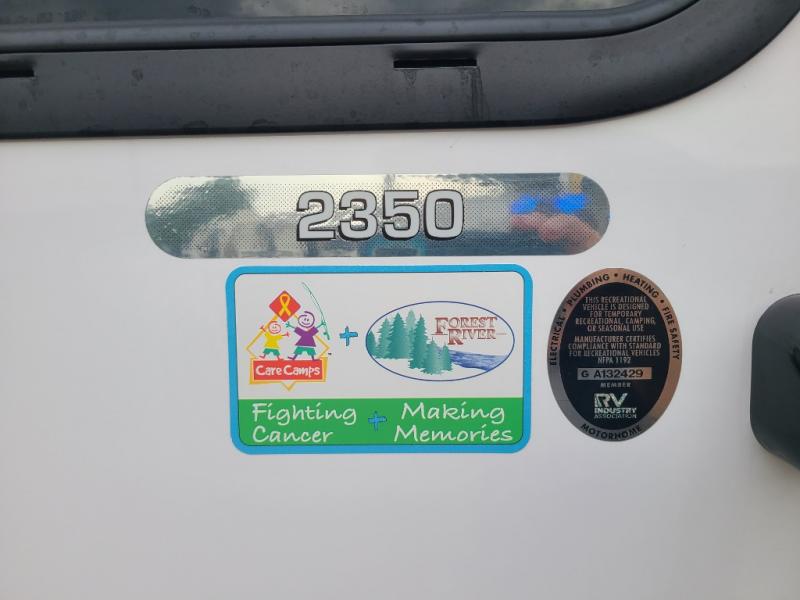 2350
Care Camps
+
FOREST
RIVER
Fighting + Making
Cancer Memories
ELECTRICAL • PLUMBING • HEATING • FIRE SAFETY
THIS RECREATIONAL
VEHICLE IS DESIGNED
FOR TEMPORARY
RECREATIONAL, CAMPING,
OR SEASONAL USE
MANUFACTURER CERTIFIES
COMPLIANCE WITH STANDARD
FOR RECREATIONAL VEHICLES
NFPA 1192
G A132429
MEMBER
RV
INDUSTRY
ASSOCIATION
MOTORHOME